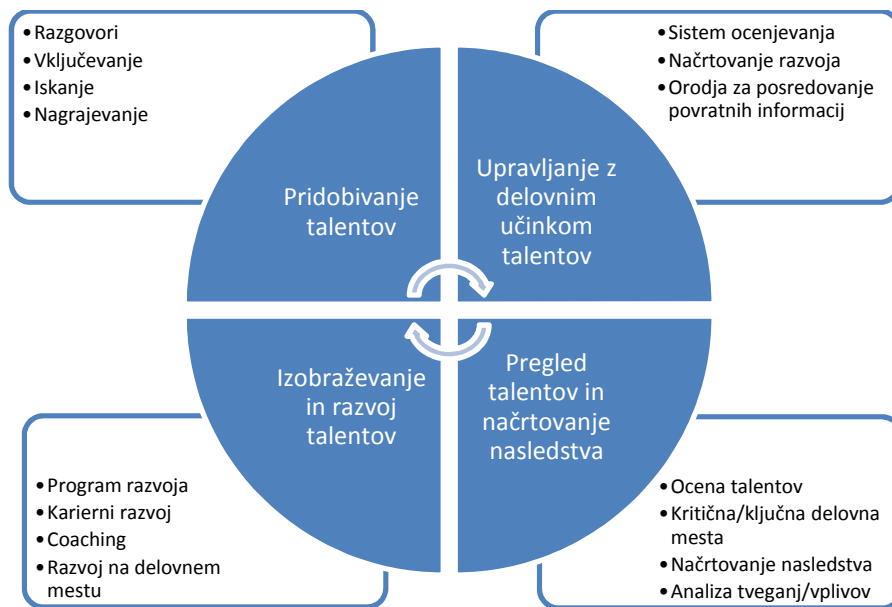 •Razgovori
•Vključevanje
•Iskanje
•Nagrajevanje
•Sistem ocenjevanja
•Načrtovanje razvoja
•Orodja za posredovanje
povratnih informacij
Pridobivanje
talentov
Upravljanje z
delovnim
učinkom
talentov
Izobraževanje
in razvoj
talentov
Pregled
talentov in
načrtovanje
nasledstva
•Program razvoja
•Karierni razvoj
•Coaching
•Razvoj na delovnem
mestu
•Ocena talentov
•Kritična/ključna delovna
mesta
•Načrtovanje nasledstva
•Analiza tveganj/vplivov